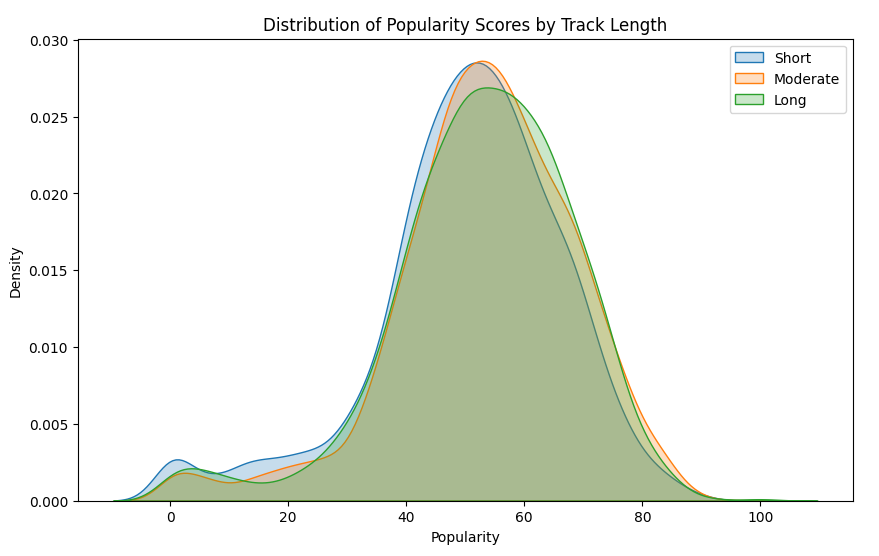 Distribution of Popularity Scores by Track Length
0.030
0.025
0.020
0.015
0.010
0.005
0.000
Density
Short
Moderate
Long
0
20
40
60
80
100
Popularity